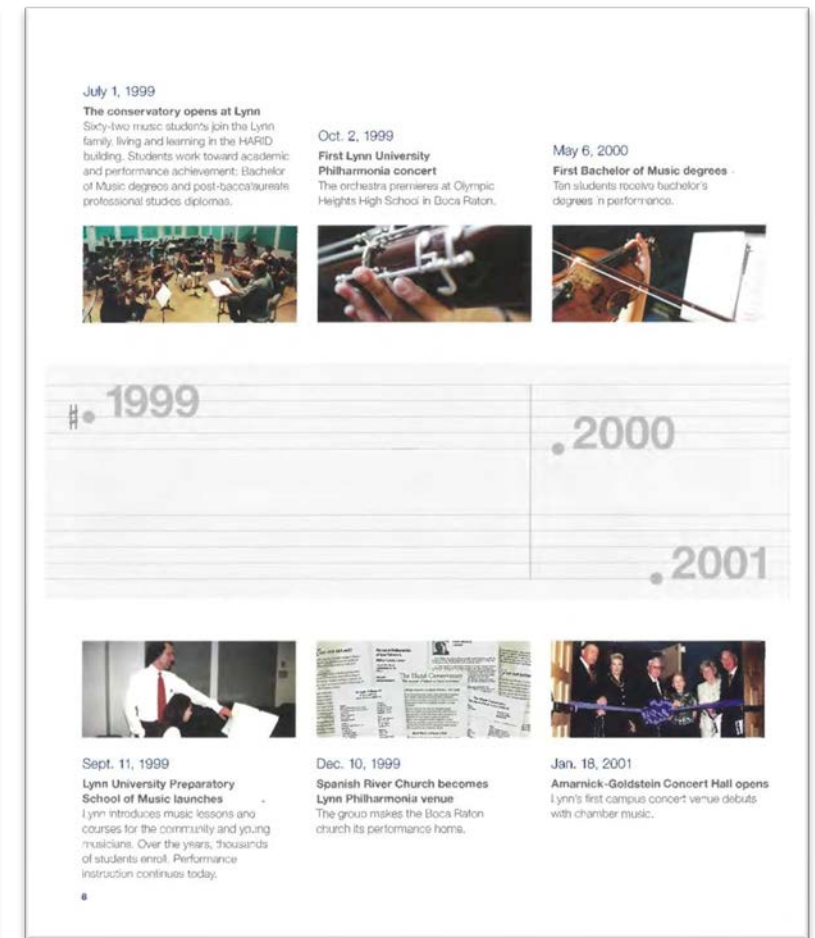 July 1, 1999
The conservatory opens at Lynn
Sixty-two music students join the Lynn
family, living and learning in the HARID
building. Students work toward academic
and performance achievement: Bachelor
of Music degrees and post-baccalaureate
professional studies diplomas.
Oct. 2, 1999
First Lynn University
Philharmonia concert
The orchestra premieres at Olympic
Heights High School in Boca Raton.
May 6, 2000
First Bachelor of Music degrees
Ten students receive bachelor's
degrees in performance.
1999
2000
2001
The Harid Conservatory
Sept. 11, 1999
Lynn University Preparatory
School of Music launches
Lynn introduces music lessons and
courses for the community and young
musicians. Over the years, thousands
of students enroll. Performance
instruction continues today.
Dec. 10, 1999
Spanish River Church becomes
Lynn Philharmonia venue
The group makes the Boca Raton
church its performance home.
Jan. 18, 2001
Amarnick-Goldstein Concert Hall opens
Lynn's first campus concert venue debuts
with chamber music.
8